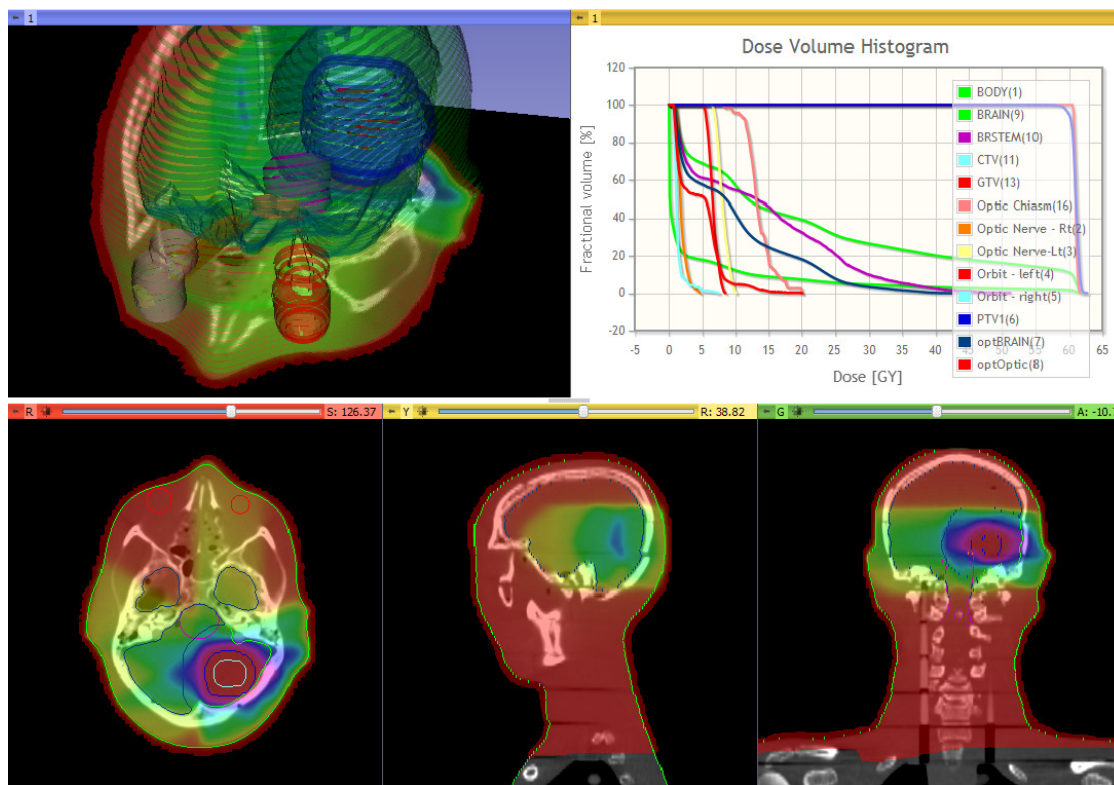 1
1
Dose Volume Histogram
Fractional volume [%]
120
100
80
60
40
20
0
-20
-5
0
5
10
15
20
25
30
35
40
45
50
55
60
65
Dose [GY]
BODY(1)
BRAIN(9)
BRSTEM(10)
CTV(11)
GTV(13)
Optic Chiasm(16)
Optic Nerve - Rt(2)
Optic Nerve-Lt(3)
Orbit - left(4)
Orbit - right(5)
PTV1(6)
optBRAIN(7)
optOptic(8)
R
S: 126.37
Y
R: 38.82
G